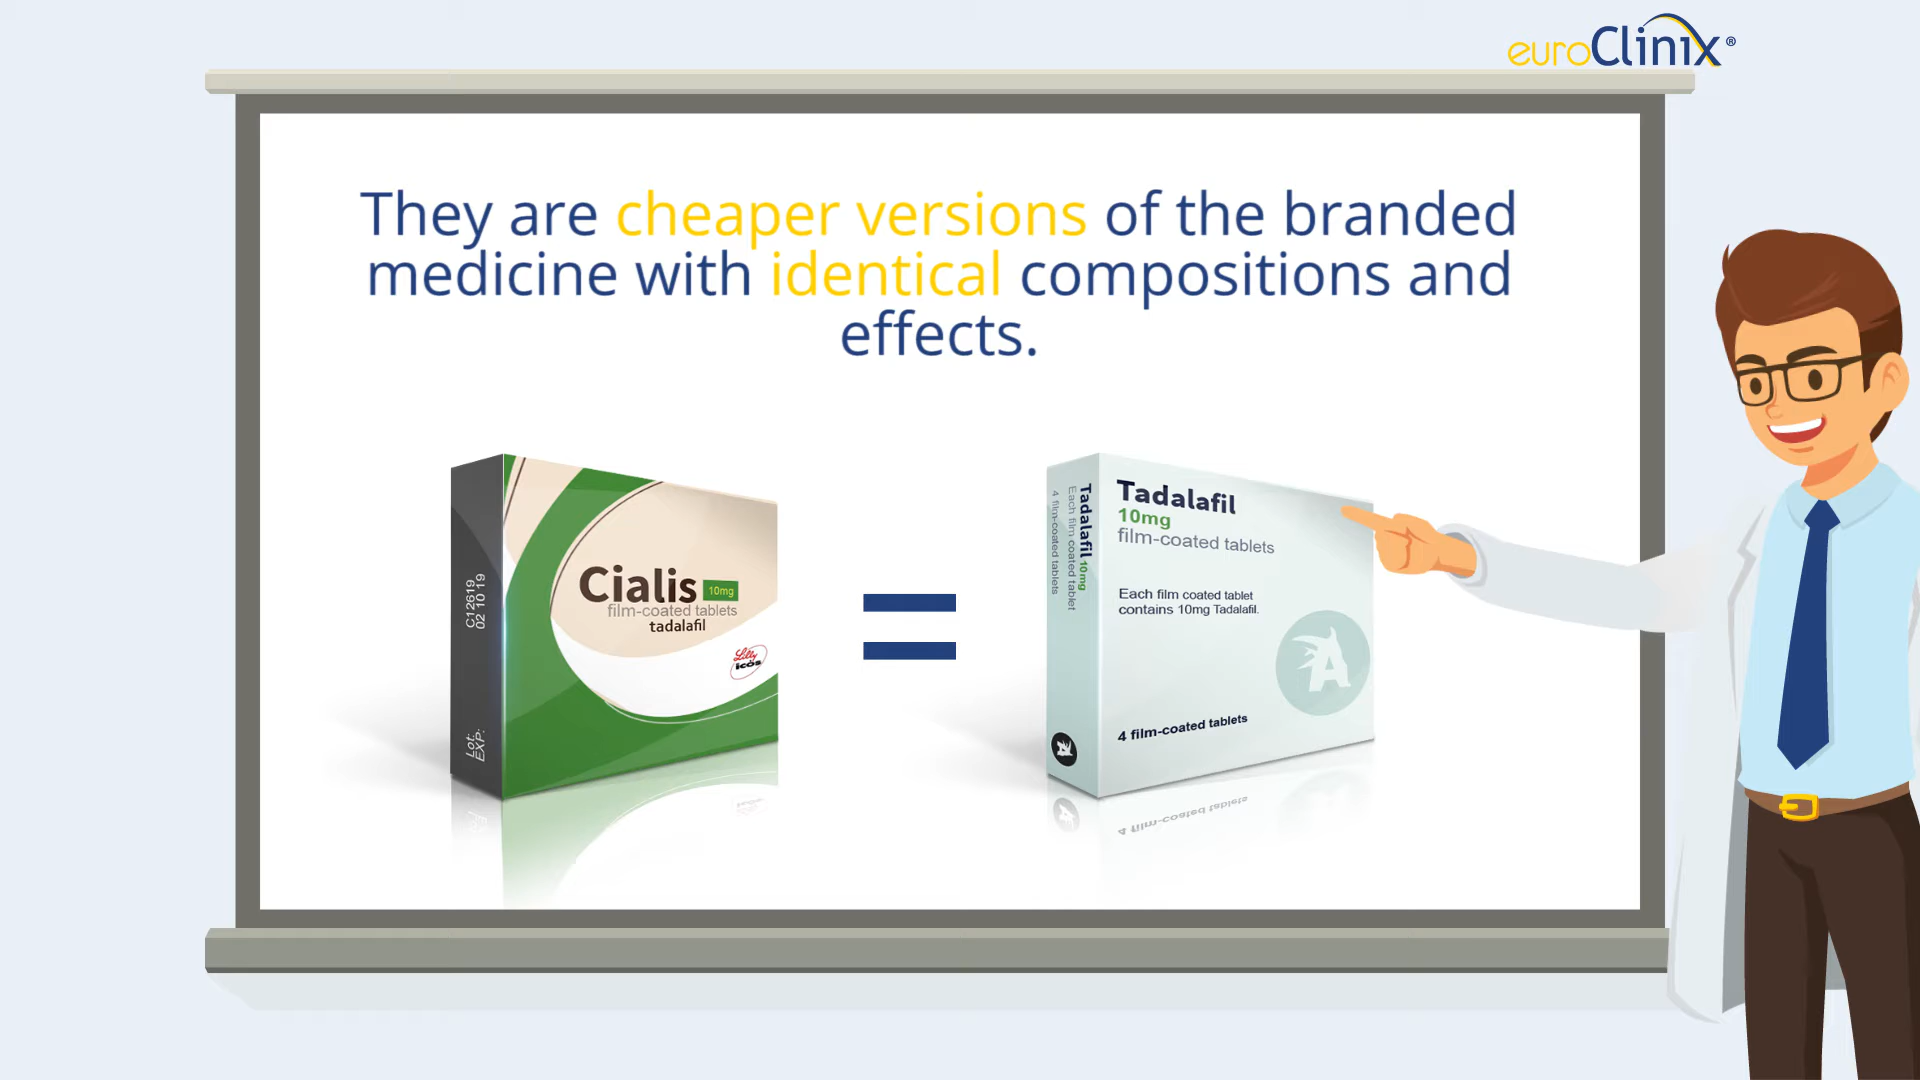 euroClinix®
They are cheaper versions of the branded
medicine with identical compositions and
effects.
C12619
02 10 19
Lot:
EXP:
Cialis 10mg
film-coated tablets
tadalafil
Lilly
icos
Tadalafil 10mg
Each film coated tablet
4 film-coated tablets
Tadalafil
10mg
film-coated tablets
Each film coated tablet
contains 10mg Tadalafil.
A
4 film-coated tablets